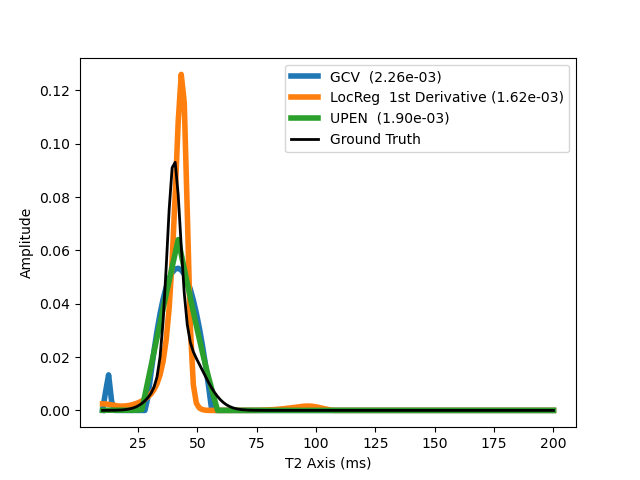 GCV  (2.26e-03)
LocReg  1st Derivative (1.62e-03)
UPEN  (1.90e-03)
Ground Truth
0.12
0.10
0.08
0.06
0.04
0.02
0.00
Amplitude
25 50 75 100 125 150 175 200
T2 Axis (ms)